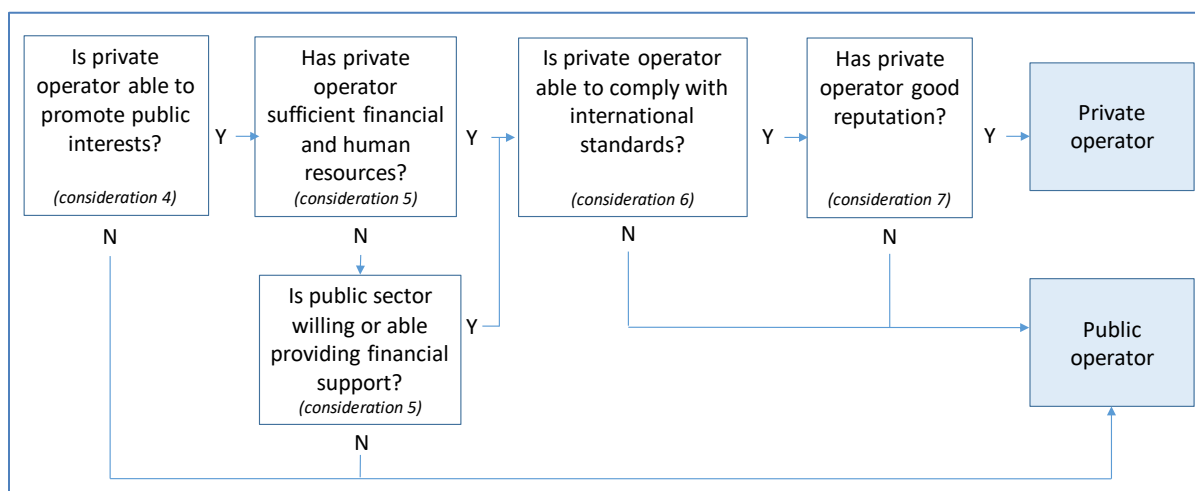 Is private
operator able to
promote public
interests?
(consideration 4)
Y
N
Has private
operator
sufficient financial
and human
resources?
(consideration 5)
Y
N
Is public sector
willing or able
providing financial
support?
(consideration 5)
Y
N
Is private operator
able to comply with
international
standards?
(consideration 6)
Y
N
Has private
operator good
reputation?
(consideration 7)
Y
N
Private
operator
Public
operator